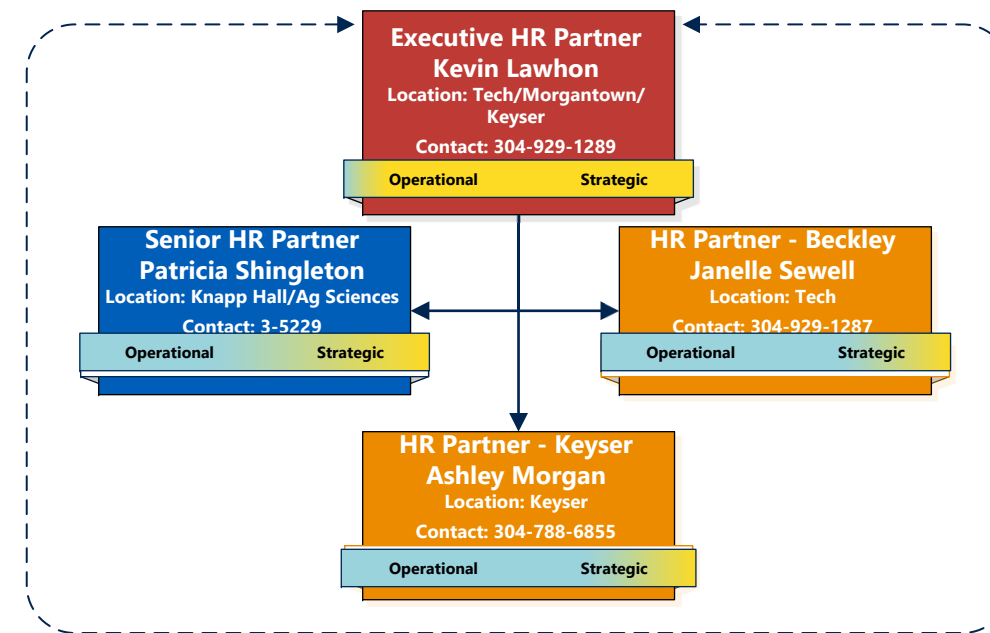 Executive HR Partner
Kevin Lawhon
Location: Tech/Morgantown/
Keyser
Contact: 304-929-1289
Operational Strategic
Senior HR Partner
Patricia Shingleton
Location: Knapp Hall/Ag Sciences
Contact: 3-5229
Operational Strategic
HR Partner - Beckley
Janelle Sewell
Location: Tech
Contact: 304-929-1287
Operational Strategic
HR Partner - Keyser
Ashley Morgan
Location: Keyser
Contact: 304-788-6855
Operational Strategic